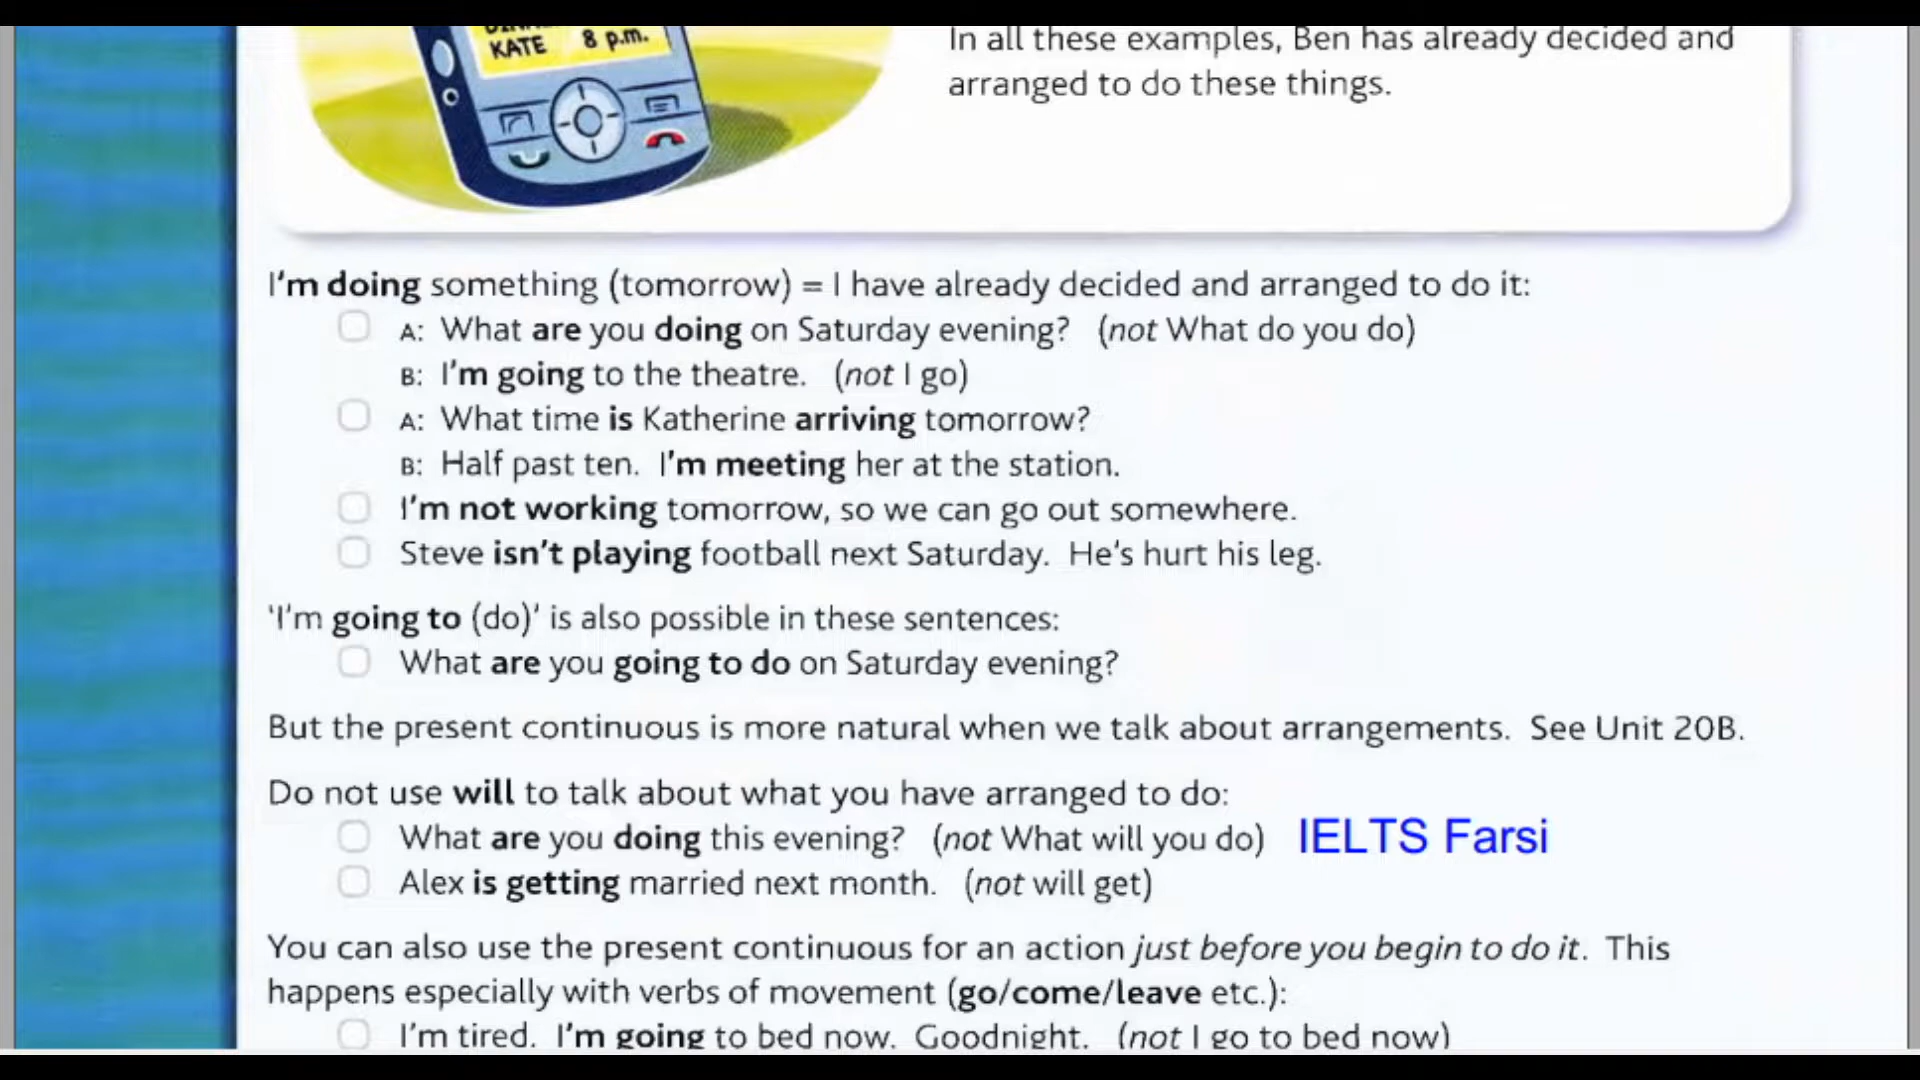 KATE 8 p.m.
In all these examples, Ben has already decided and
arranged to do these things.
I'm doing something (tomorrow) = I have already decided and arranged to do it:
A: What are you doing on Saturday evening? (not What do you do)
B: I'm going to the theatre. (not I go)
A: What time is Katherine arriving tomorrow?
B: Half past ten. I'm meeting her at the station.
I'm not working tomorrow, so we can go out somewhere.
Steve isn't playing football next Saturday. He's hurt his leg.
'I'm going to (do)' is also possible in these sentences:
What are you going to do on Saturday evening?
But the present continuous is more natural when we talk about arrangements. See Unit 20B.
Do not use will to talk about what you have arranged to do:
What are you doing this evening? (not What will you do) IELTS Farsi
Alex is getting married next month. (not will get)
You can also use the present continuous for an action just before you begin to do it. This
happens especially with verbs of movement (go/come/leave etc.):
I'm tired. I'm going to bed now. Goodnight. (not I go to bed now)